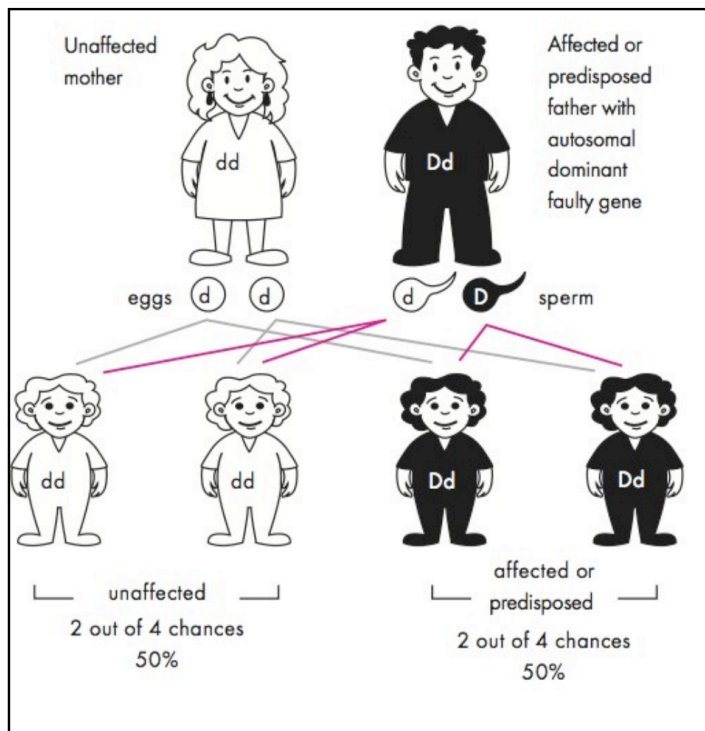 Unaffected
mother
Affected or
predisposed
father with
autosomal
dominant
faulty gene
dd
Dd
eggs
d
d
d
D
sperm
dd
dd
Dd
Dd
unaffected
2 out of 4 chances
50%
affected or
predisposed
2 out of 4 chances
50%